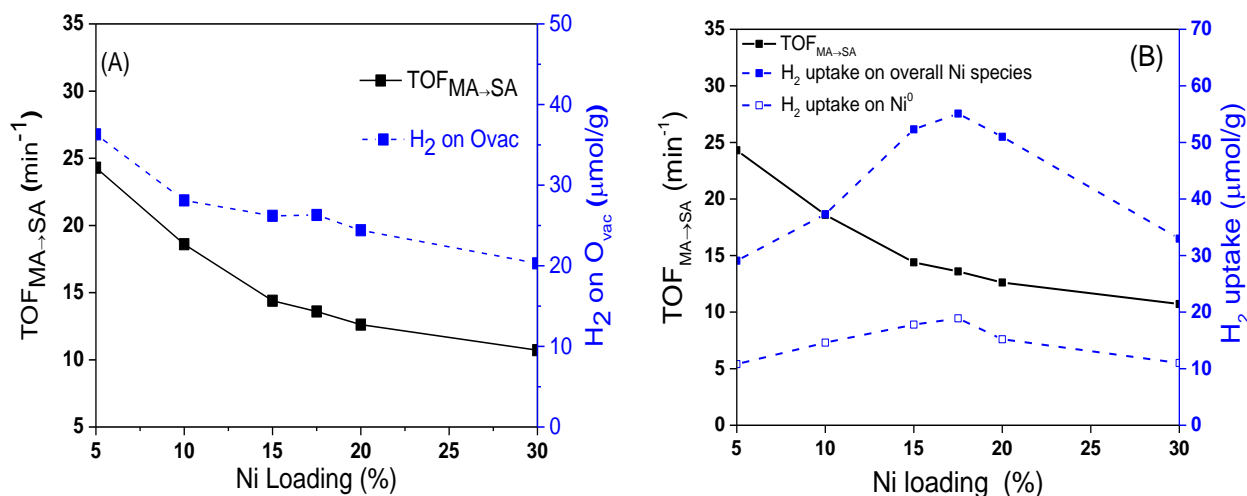 (A)
TOF_MA→SA
H₂ on Ovac
TOF_MA→SA (min⁻¹)
35
30
25
20
15
10
5
H₂ on O_vac (μmol/g)
50
40
30
20
10
0
5 10 15 20 25 30
Ni Loading (%)
(B)
TOF_MA→SA
H₂ uptake on overall Ni species
H₂ uptake on Ni⁰
TOF_MA→SA (min⁻¹)
35
30
25
20
15
10
5
0
H₂ uptake (μmol/g)
70
60
50
40
30
20
10
0
5 10 15 20 25 30
Ni loading (%)